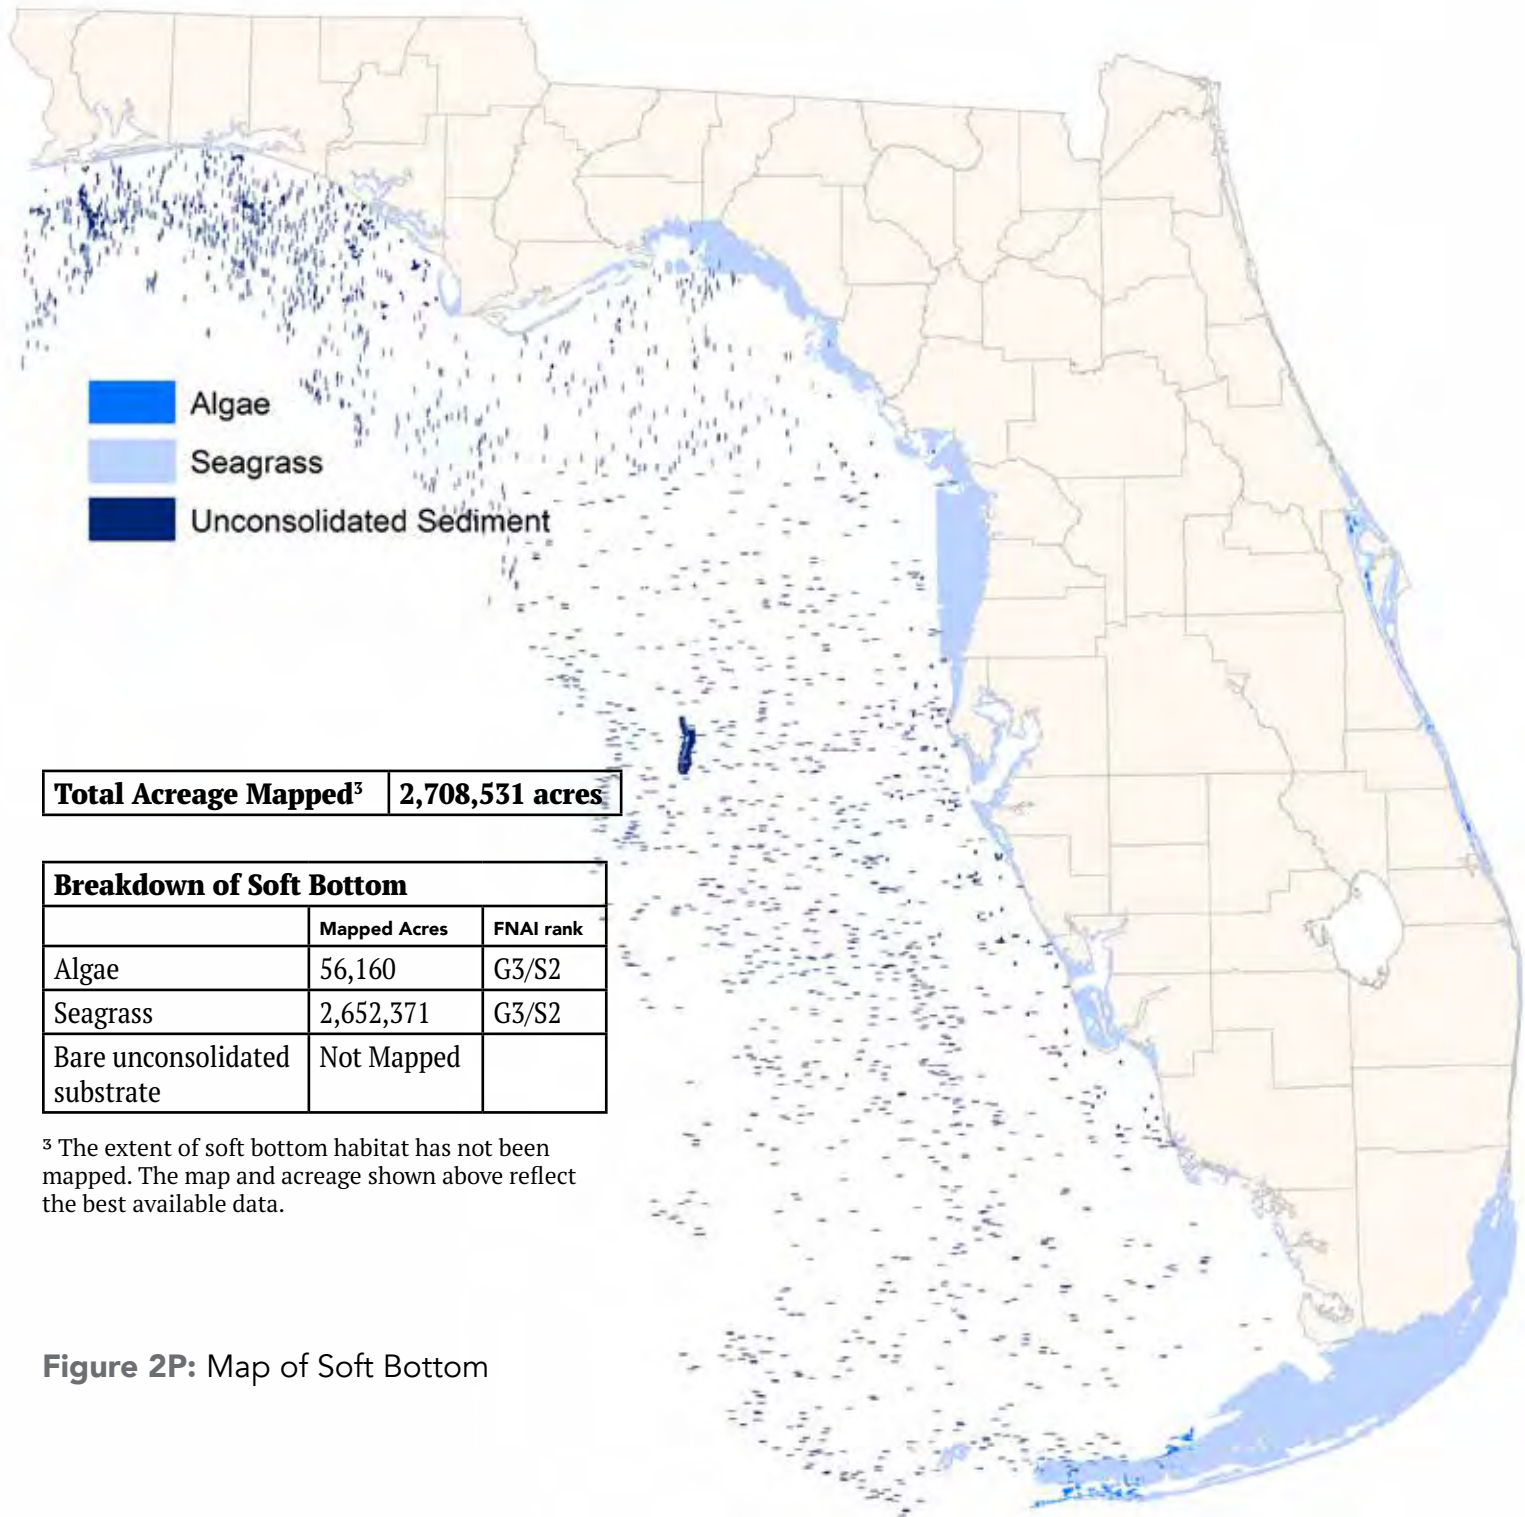 Algae
Seagrass
Unconsolidated Sediment
Total Acreage Mapped³ 2,708,531 acres
Breakdown of Soft Bottom
Mapped Acres FNAI rank
Algae 56,160 G3/S2
Seagrass 2,652,371 G3/S2
Bare unconsolidated Not Mapped
substrate
³ The extent of soft bottom habitat has not been
mapped. The map and acreage shown above reflect
the best available data.
Figure 2P: Map of Soft Bottom